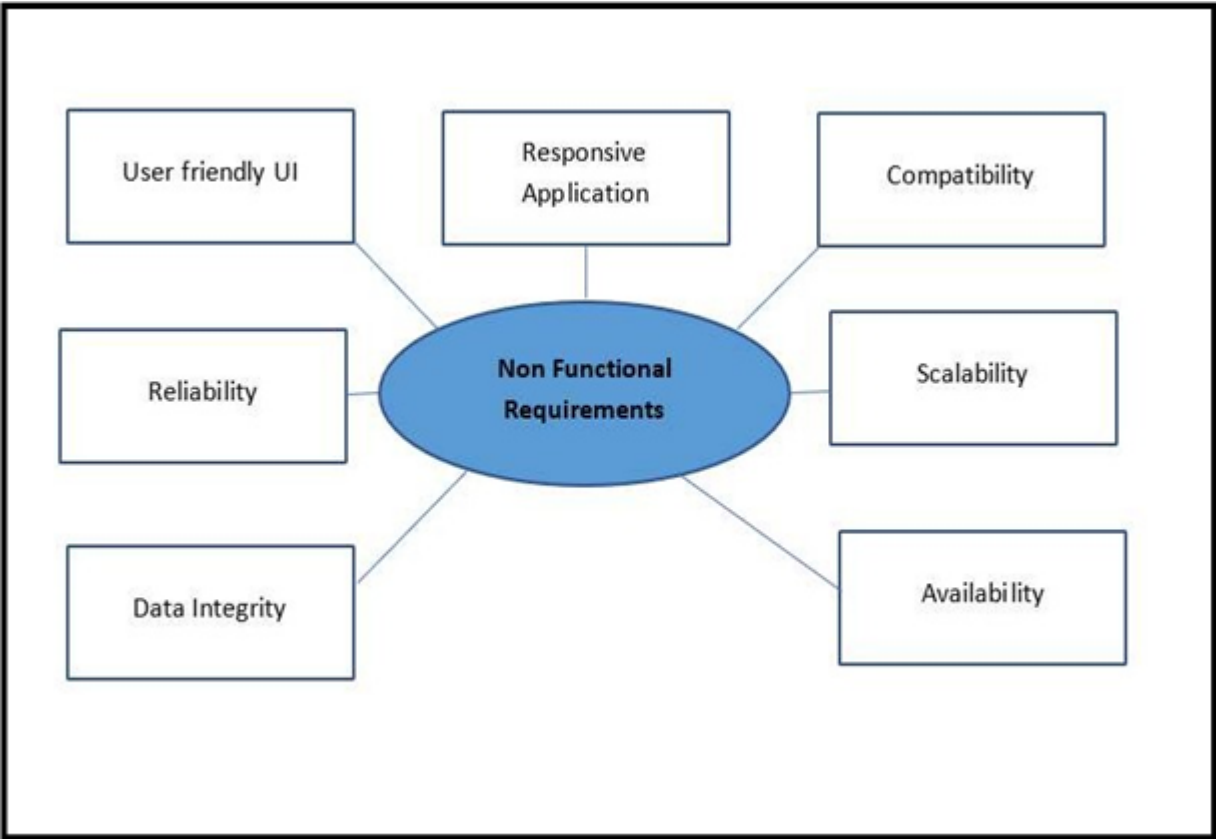 User friendly UI
Responsive
Application
Compatibility
Non Functional
Requirements
Reliability
Scalability
Data Integrity
Availability